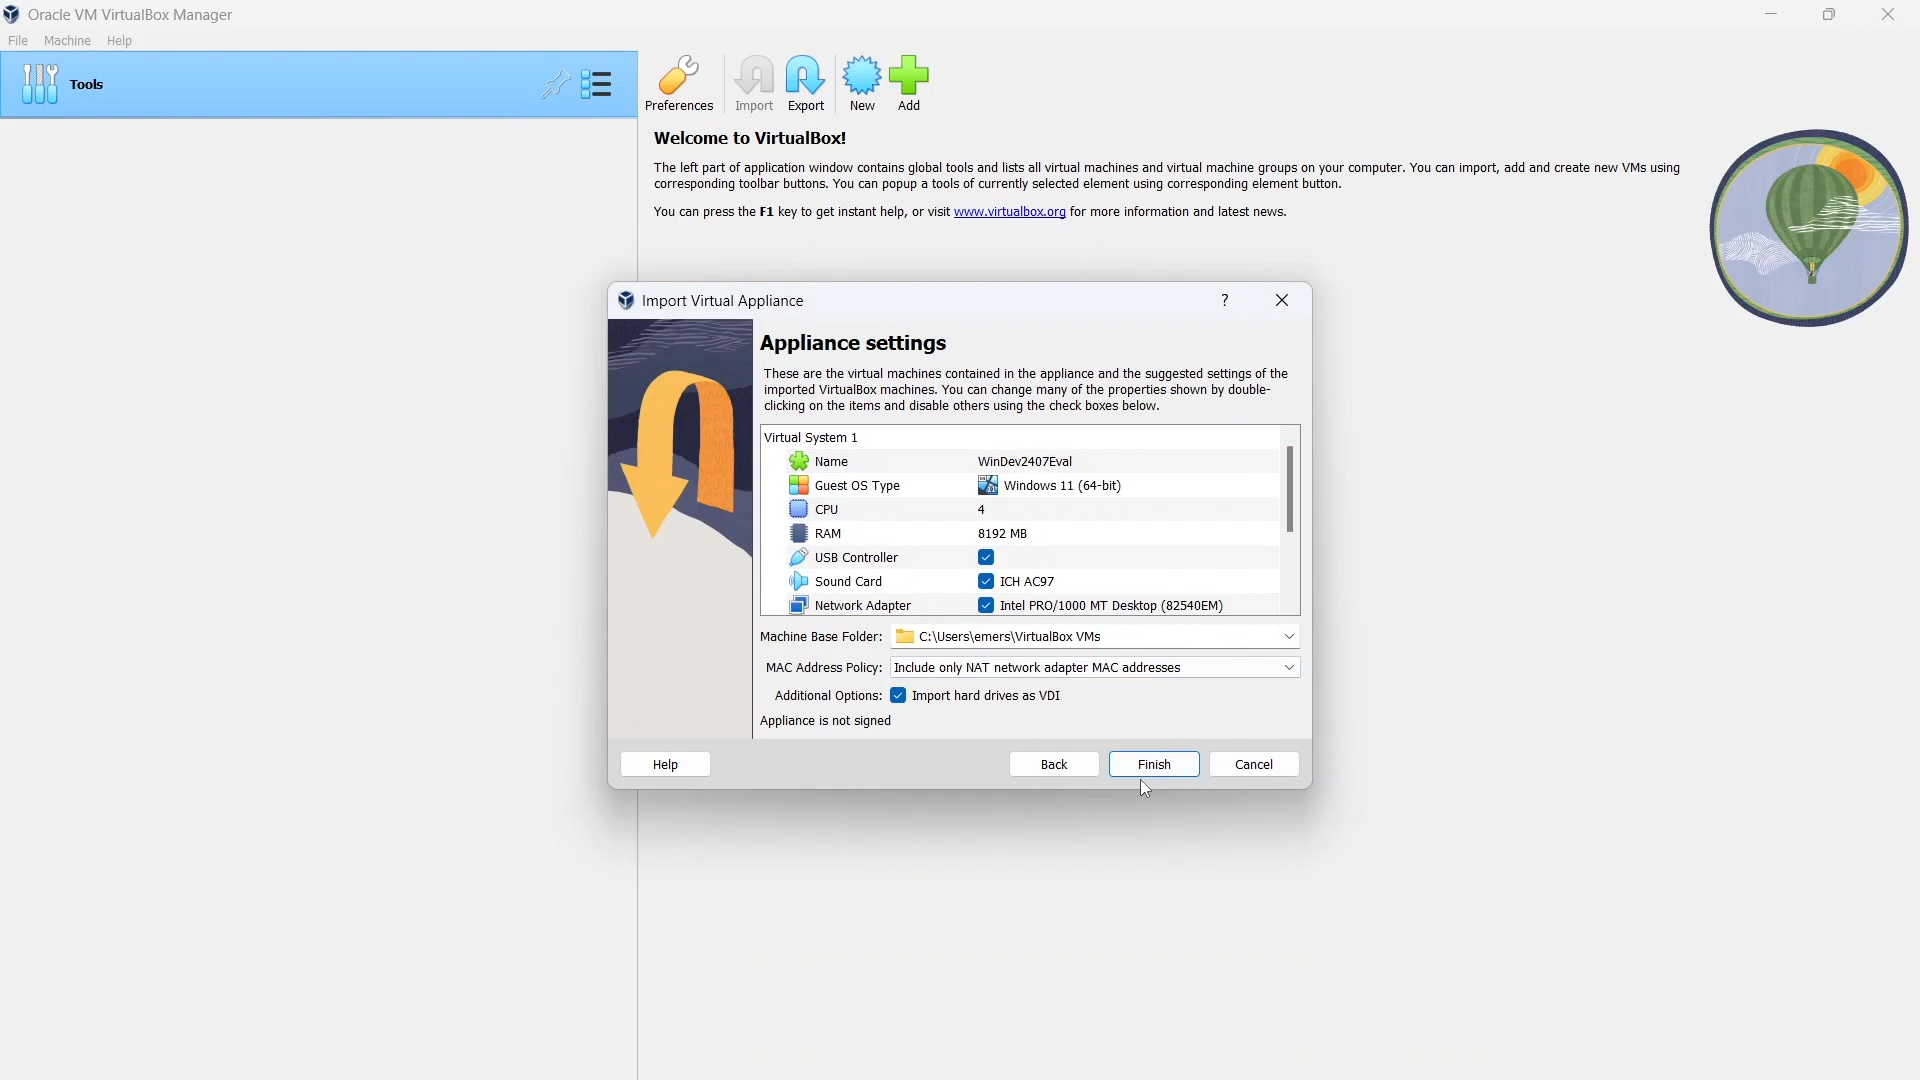 Oracle VM VirtualBox Manager
File Machine Help
Tools
Preferences Import Export New Add
Welcome to VirtualBox!
The left part of application window contains global tools and lists all virtual machines and virtual machine groups on your computer. You can import, add and create new VMs using
corresponding toolbar buttons. You can popup a tools of currently selected element using corresponding element button.
You can press the F1 key to get instant help, or visit www.virtualbox.org for more information and latest news.
Import Virtual Appliance ?
Appliance settings
These are the virtual machines contained in the appliance and the suggested settings of the
imported VirtualBox machines. You can change many of the properties shown by double-
clicking on the items and disable others using the check boxes below.
Virtual System 1
Name WinDev2407Eval
Guest OS Type Windows 11 (64-bit)
CPU 4
RAM 8192 MB
USB Controller
Sound Card ICH AC97
Network Adapter Intel PRO/1000 MT Desktop (82540EM)
Machine Base Folder: C:\Users\emers\VirtualBox VMs
MAC Address Policy: Include only NAT network adapter MAC addresses
Additional Options: Import hard drives as VDI
Appliance is not signed
Help Back Finish Cancel